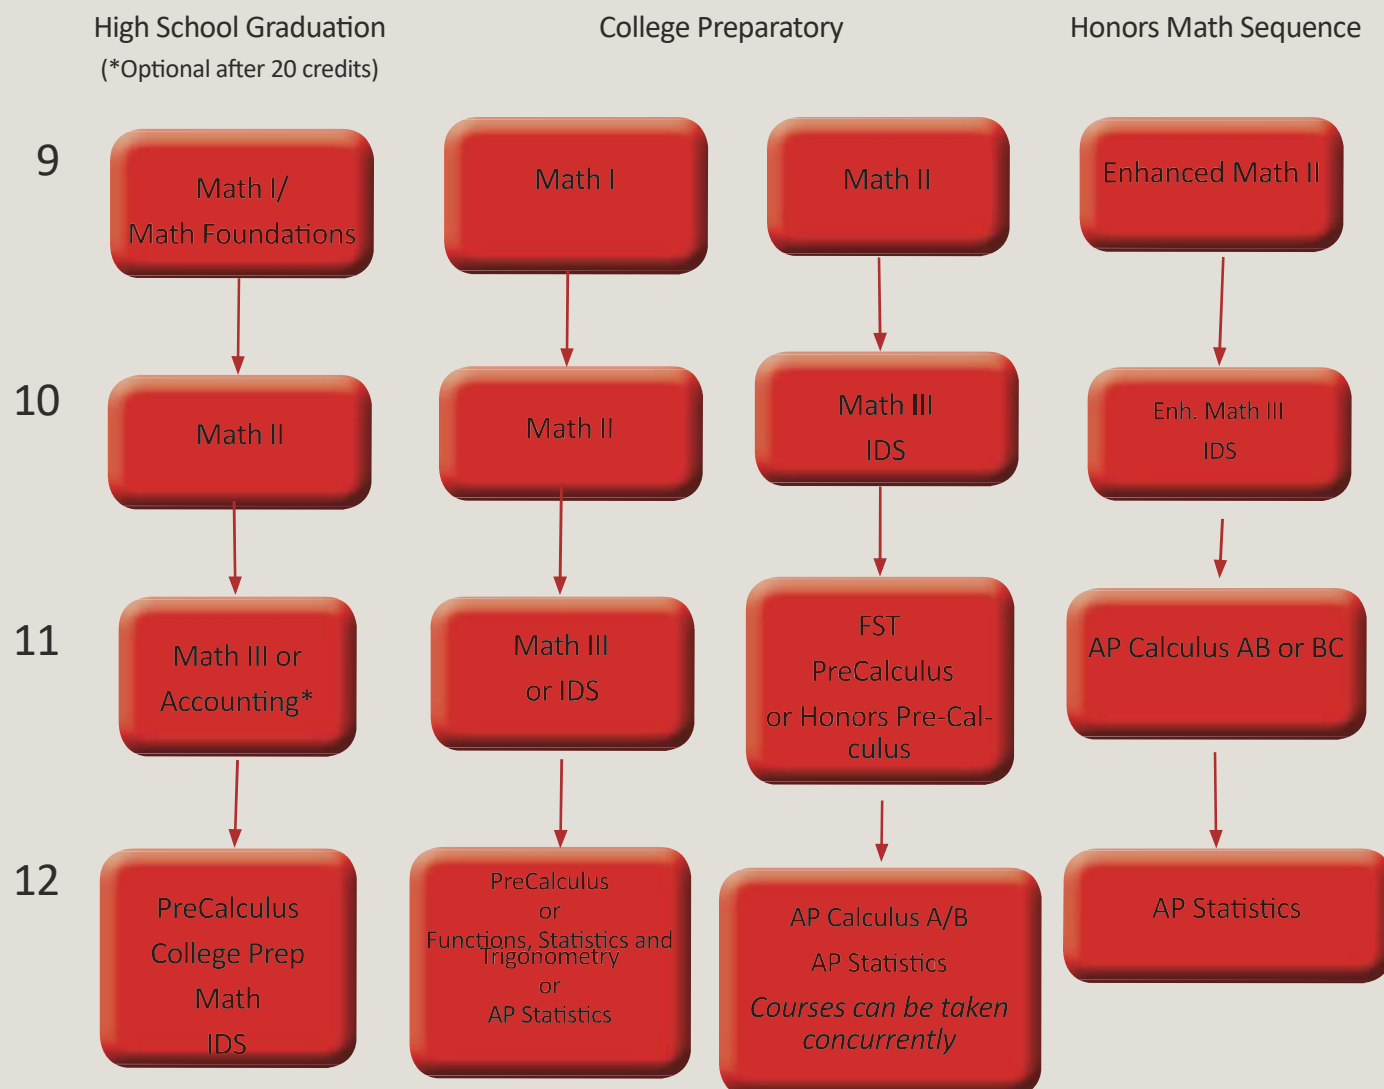 High School Graduation
(*Optional after 20 credits)
College Preparatory
Honors Math Sequence
9
Math I/
Math Foundations
Math I
Math II
Enhanced Math II
10
Math II
Math II
Math III
IDS
Enh. Math III
IDS
11
Math III or
Accounting*
Math III
or IDS
FST
PreCalculus
or Honors Pre-Cal-
culus
AP Calculus AB or BC
12
PreCalculus
College Prep
Math
IDS
PreCalculus
or
Functions, Statistics and
Trigonometry
or
AP Statistics
AP Calculus A/B
AP Statistics
Courses can be taken
concurrently
AP Statistics